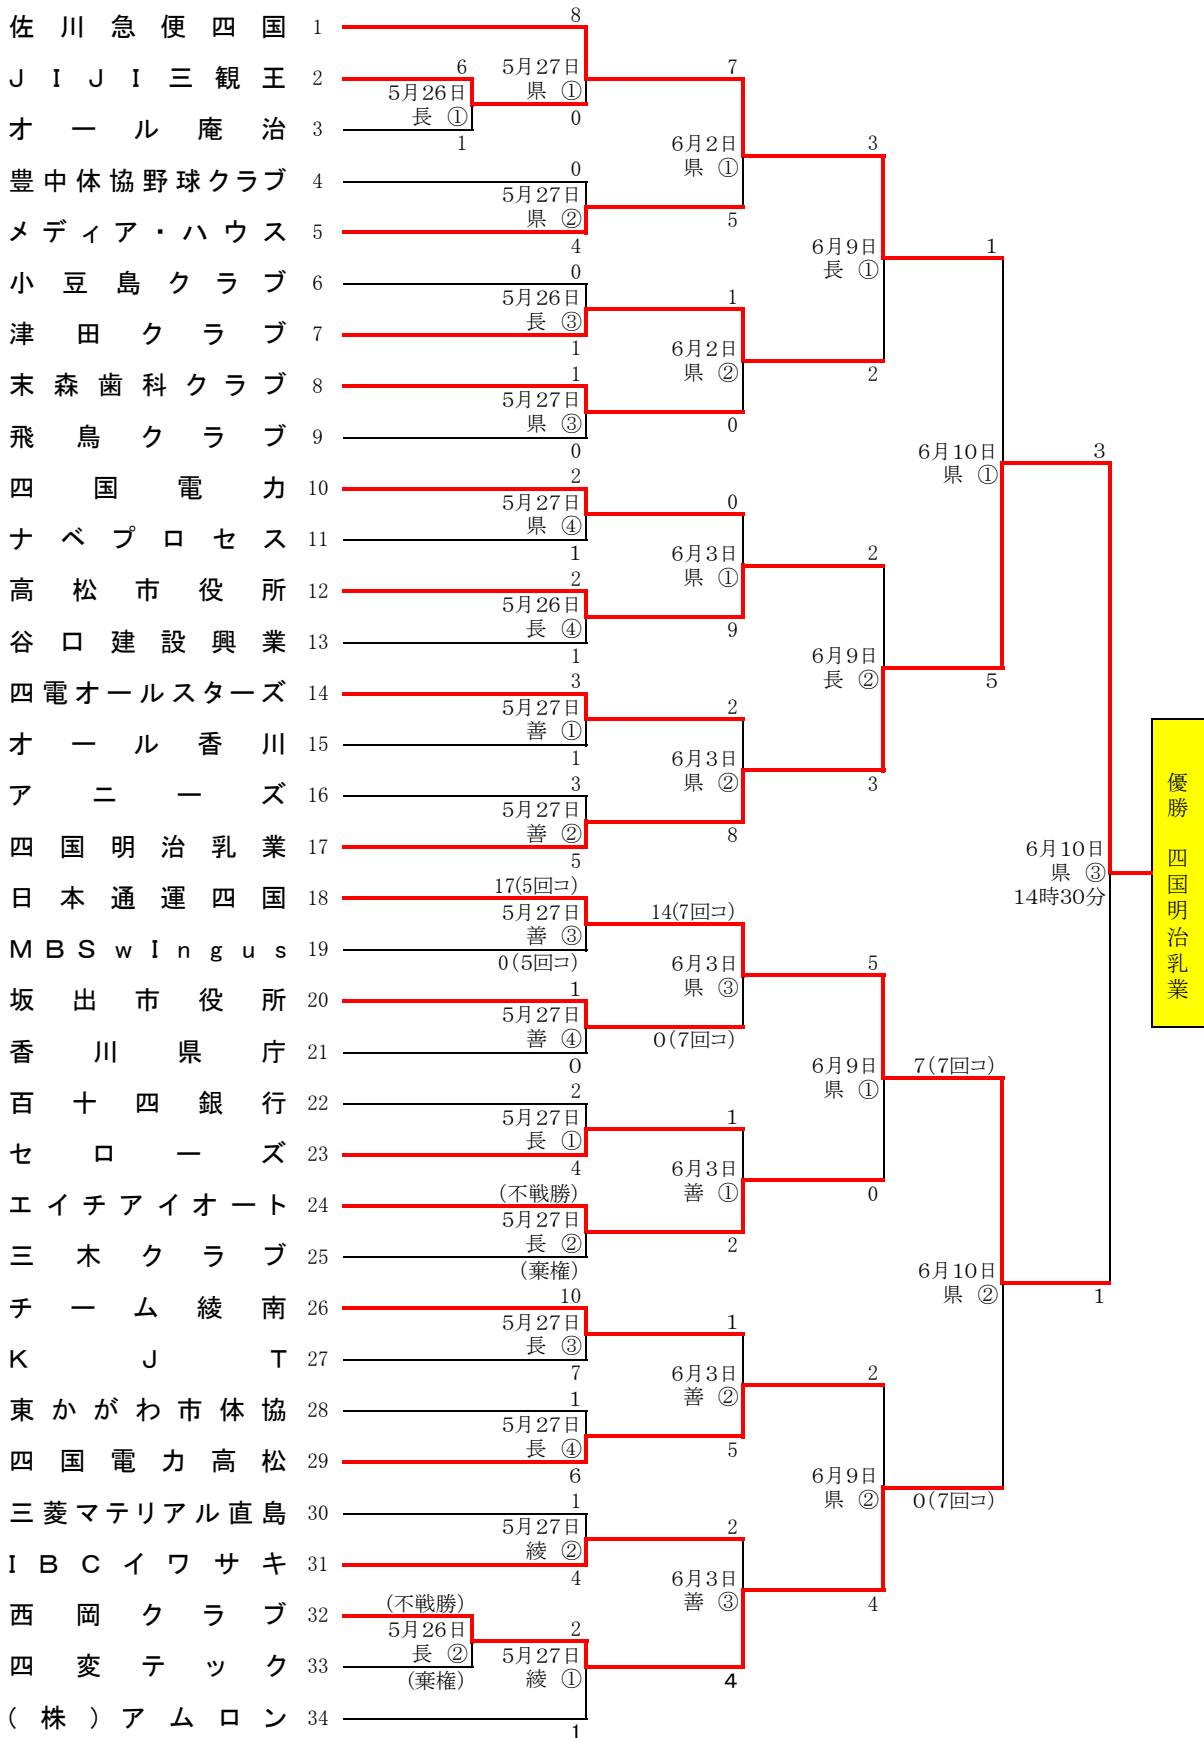 佐川急便四国 1
8
JIJI三観王 2
6
5月27日
県 ①
7
5月26日
長 ①
0
オール庵治 3
1
6月2日
県 ①
3
豊中体協野球クラブ 4
0
5月27日
県 ②
5
メディア・ハウス 5
4
6月9日
長 ①
1
小豆島クラブ 6
0
5月26日
長 ③
1
津田クラブ 7
1
6月2日
県 ②
2
末森歯科クラブ 8
1
5月27日
県 ③
0
飛鳥クラブ 9
0
6月10日
県 ①
3
四国電力 10
2
5月27日
県 ④
0
ナベプロセス 11
1
6月3日
県 ①
2
高松市役所 12
2
5月26日
長 ④
9
谷口建設興業 13
1
6月9日
長 ②
5
四電オールスターズ 14
3
5月27日
善 ①
2
オール香川 15
1
6月3日
県 ②
3
アニーズ 16
3
5月27日
善 ②
8
四国明治乳業 17
5
6月10日
県 ③
14時30分
優勝 四国明治乳業
日本通運四国 18
17(5回コ)
5月27日
善 ③
14(7回コ)
MBSwIngus 19
0(5回コ)
6月3日
県 ③
5
坂出市役所 20
1
5月27日
善 ④
0(7回コ)
香川県庁 21
0
6月9日
県 ①
7(7回コ)
百十四銀行 22
2
5月27日
長 ①
1
セローズ 23
4
6月3日
善 ①
0
エイチアイオート 24
(不戦勝)
5月27日
長 ②
2
三木クラブ 25
(棄権)
6月10日
県 ②
1
チーム綾南 26
10
5月27日
長 ③
1
KJT 27
7
6月3日
善 ②
2
東かがわ市体協 28
1
5月27日
長 ④
5
四国電力高松 29
6
6月9日
県 ②
0(7回コ)
三菱マテリアル直島 30
1
5月27日
綾 ②
2
IBCイワサキ 31
4
6月3日
善 ③
4
西岡クラブ 32
(不戦勝)
5月26日
長 ②
2
四変テック 33
(棄権)
5月27日
綾 ①
4
(株)アムロン 34
1